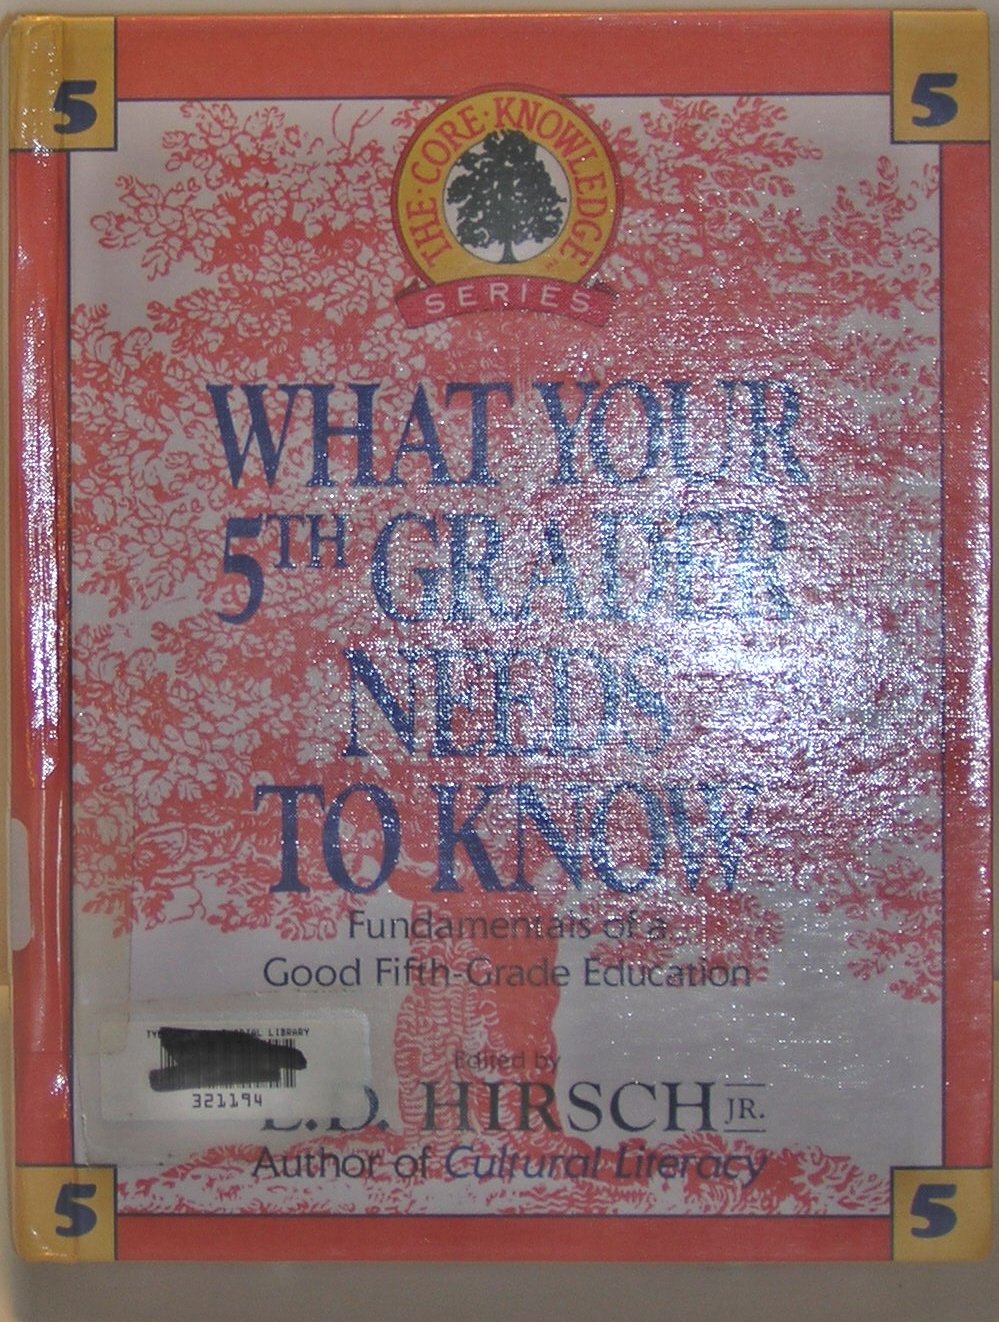 5 5
THE·CORE·KNOWLEDGE
SERIES
WHAT YOUR
5TH GRADER
NEEDS
TO KNOW
Fundamentals of a
Good Fifth-Grade Education
Edited by
E.D. HIRSCH JR.
Author of Cultural Literacy
LIBRARY
321194
5 5